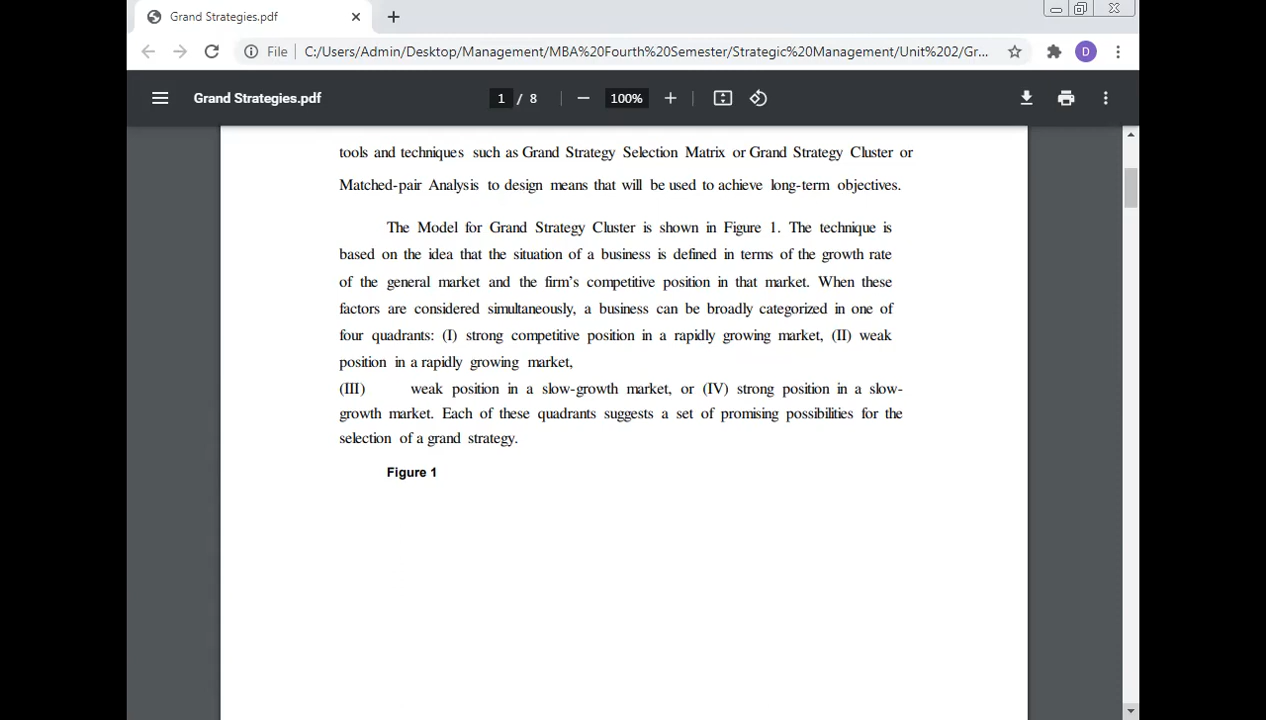 Grand Strategies.pdf
File C:/Users/Admin/Desktop/Management/MBA%20Fourth%20Semester/Strategic%20Management/Unit%202/Gr...
D
Grand Strategies.pdf 1 / 8 100%
tools and techniques such as Grand Strategy Selection Matrix or Grand Strategy Cluster or
Matched-pair Analysis to design means that will be used to achieve long-term objectives.
The Model for Grand Strategy Cluster is shown in Figure 1. The technique is
based on the idea that the situation of a business is defined in terms of the growth rate
of the general market and the firm's competitive position in that market. When these
factors are considered simultaneously, a business can be broadly categorized in one of
four quadrants: (I) strong competitive position in a rapidly growing market, (II) weak
position in a rapidly growing market,
(III) weak position in a slow-growth market, or (IV) strong position in a slow-
growth market. Each of these quadrants suggests a set of promising possibilities for the
selection of a grand strategy.
Figure 1